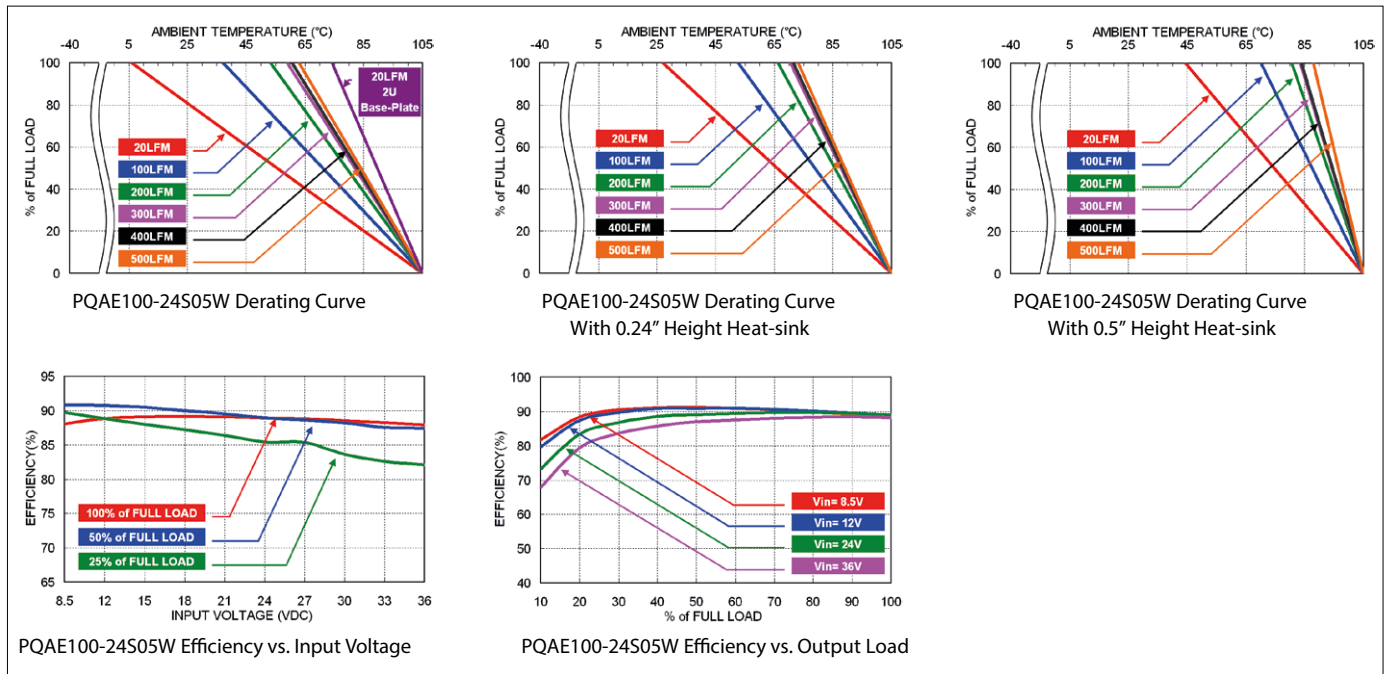 AMBIENT TEMPERATURE (°C)
-40 5 25 45 65 85 105
100
80
60
40
20
0
% of FULL LOAD
20LFM
2U
Base-Plate
20LFM
100LFM
200LFM
300LFM
400LFM
500LFM
PQAE100-24S05W Derating Curve
AMBIENT TEMPERATURE (°C)
-40 5 25 45 65 85 105
100
80
60
40
20
0
% of FULL LOAD
20LFM
100LFM
200LFM
300LFM
400LFM
500LFM
PQAE100-24S05W Derating Curve
With 0.24” Height Heat-sink
AMBIENT TEMPERATURE (°C)
-40 5 25 45 65 85 105
100
80
60
40
20
0
% of FULL LOAD
20LFM
100LFM
200LFM
300LFM
400LFM
500LFM
PQAE100-24S05W Derating Curve
With 0.5” Height Heat-sink
95
90
85
80
75
70
65
EFFICIENCY(%)
100% of FULL LOAD
50% of FULL LOAD
25% of FULL LOAD
8.5 12 15 18 21 24 27 30 33 36
INPUT VOLTAGE (VDC)
PQAE100-24S05W Efficiency vs. Input Voltage
100
90
80
70
60
50
40
EFFICIENCY(%)
Vin= 8.5V
Vin= 12V
Vin= 24V
Vin= 36V
10 20 30 40 50 60 70 80 90 100
% of FULL LOAD
PQAE100-24S05W Efficiency vs. Output Load